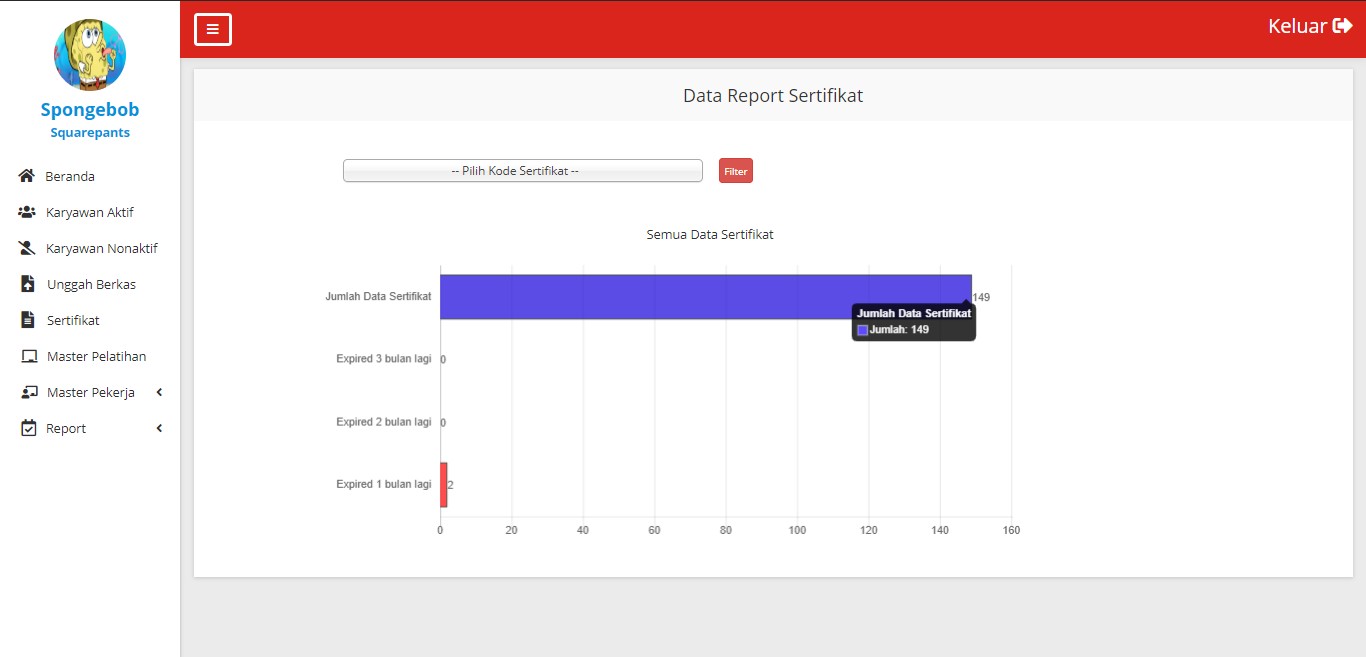 Keluar
Spongebob
Squarepants
Beranda
Karyawan Aktif
Karyawan Nonaktif
Unggah Berkas
Sertifikat
Master Pelatihan
Master Pekerja
Report
Data Report Sertifikat
-- Pilih Kode Sertifikat --
Filter
Semua Data Sertifikat
Jumlah Data Sertifikat
149
Jumlah Data Sertifikat
Jumlah: 149
Expired 3 bulan lagi
0
Expired 2 bulan lagi
0
Expired 1 bulan lagi
2
0 20 40 60 80 100 120 140 160